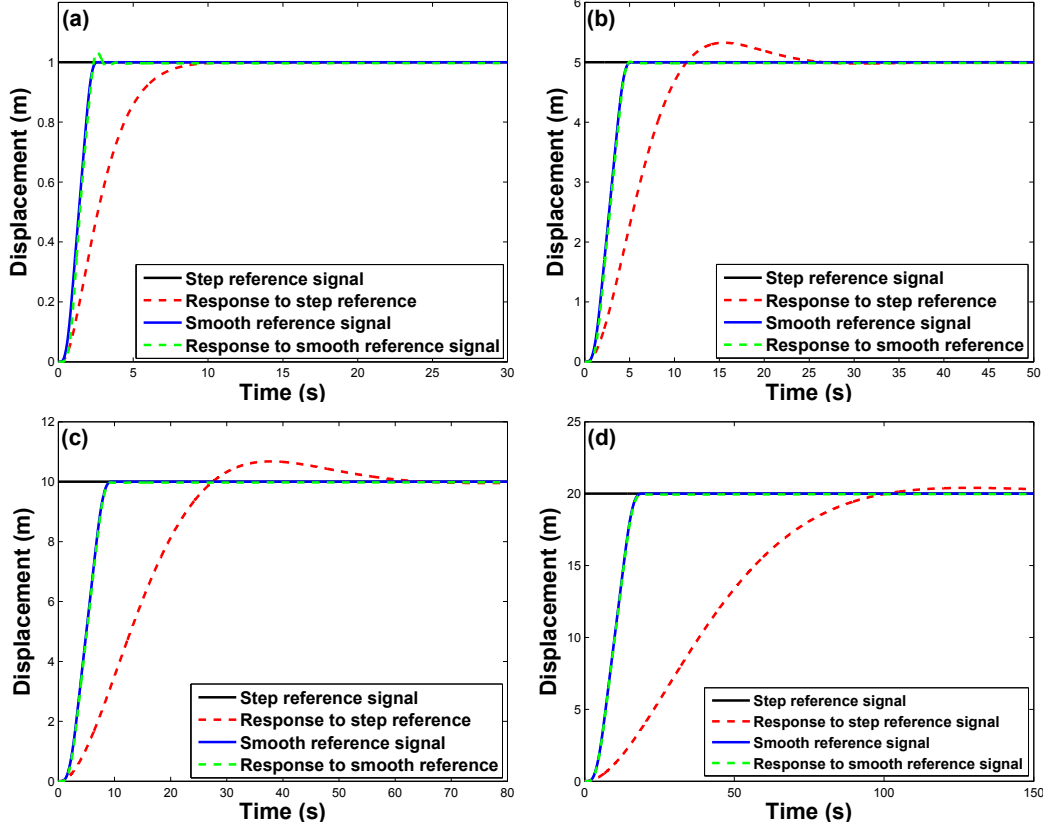 (a)
Displacement (m)
1
0.8
0.6
0.4
0.2
0
Step reference signal
Response to step reference
Smooth reference signal
Response to smooth reference signal
0 5 10 15 20 25 30
Time (s)
(b)
Displacement (m)
6
5
4
3
2
1
0
Step reference signal
Response to step reference
Smooth reference signal
Response to smooth reference
0 5 10 15 20 25 30 35 40 45 50
Time (s)
(c)
Displacement (m)
12
10
8
6
4
2
0
Step reference signal
Response to step reference
Smooth reference signal
Response to smooth reference
0 10 20 30 40 50 60 70 80
Time (s)
(d)
Displacement (m)
25
20
15
10
5
0
Step reference signal
Response to step reference signal
Smooth reference signal
Response to smooth reference signal
0 50 100 150
Time (s)